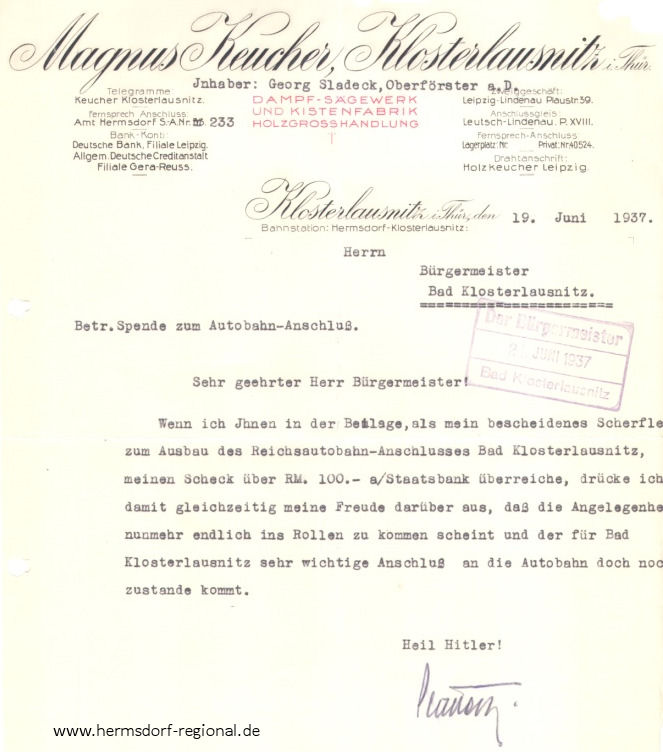 Magnus Keucher, Klosterlausnitz i. Thür.
Jnhaber: Georg Sladeck, Oberförster a.D.
Telegramme:
Keucher Klosterlausnitz.
Fernsprech Anschluss:
Amt Hermsdorf S.-A. Nr. 233
Bank-Kont:
Deutsche Bank, Filiale Leipzig.
Allgem. Deutsche Creditanstalt
Filiale Gera-Reuss.
DAMPF-SÄGEWERK
UND KISTENFABRIK
HOLZGROSSHANDLUNG
Zweiggeschäft:
Leipzig-Lindenau Plaustr. 39.
Anschlussgleis:
Leutsch-Lindenau. P. XVIII.
Fernsprech-Anschluss
Lagerplatz: Nr. Privat: Nr. 40524.
Drahtanschrift:
Holzkeucher Leipzig.
Klosterlausnitz i. Thür, den 19. Juni 1937.
Bahnstation: Hermsdorf-Klosterlausnitz:
Herrn
Bürgermeister
Bad Klosterlausnitz.
Betr. Spende zum Autobahn-Anschluß.
Der Bürgermeister
JUNI 1937
Bad Klosterlausnitz
Sehr geehrter Herr Bürgermeister!
Wenn ich Jhnen in der Beilage, als mein bescheidenes Scherfle
zum Ausbau des Reichsautobahn-Anschlusses Bad Klosterlausnitz,
meinen Scheck über RM. 100.- a/Staatsbank überreiche, drücke ich
damit gleichzeitig meine Freude darüber aus, daß die Angelegenhe
nunmehr endlich ins Rollen zu kommen scheint und der für Bad
Klosterlausnitz sehr wichtige Anschluß an die Autobahn doch noc
zustande kommt.
Heil Hitler!
www.hermsdorf-regional.de